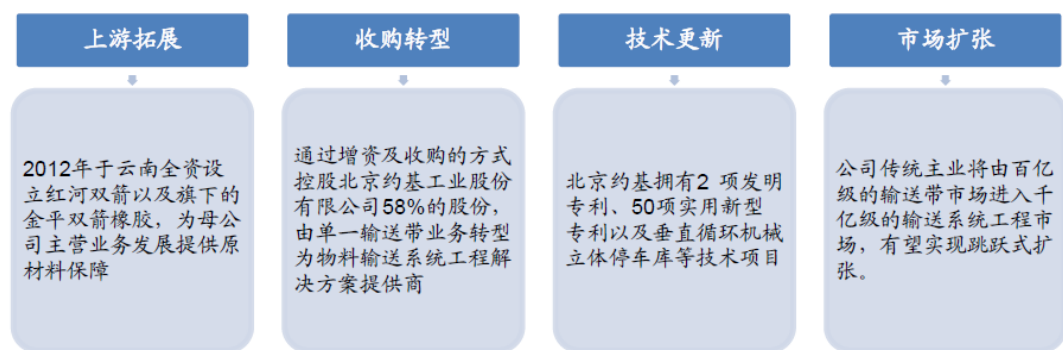 上游拓展
2012年于云南全资设
立红河双箭以及旗下的
金平双箭橡胶，为母公
司主营业务发展提供原
材料保障
收购转型
通过增资及收购的方式
控股北京约基工业股份
有限公司58%的股份，
由单一输送带业务转型
为物料输送系统工程解
决方案提供商
技术更新
北京约基拥有2 项发明
专利、50项实用新型
专利以及垂直循环机械
立体停车库等技术项目
市场扩张
公司传统主业将由百亿
级的输送带市场进入千
亿级的输送系统工程市
场，有望实现跳跃式扩
张。